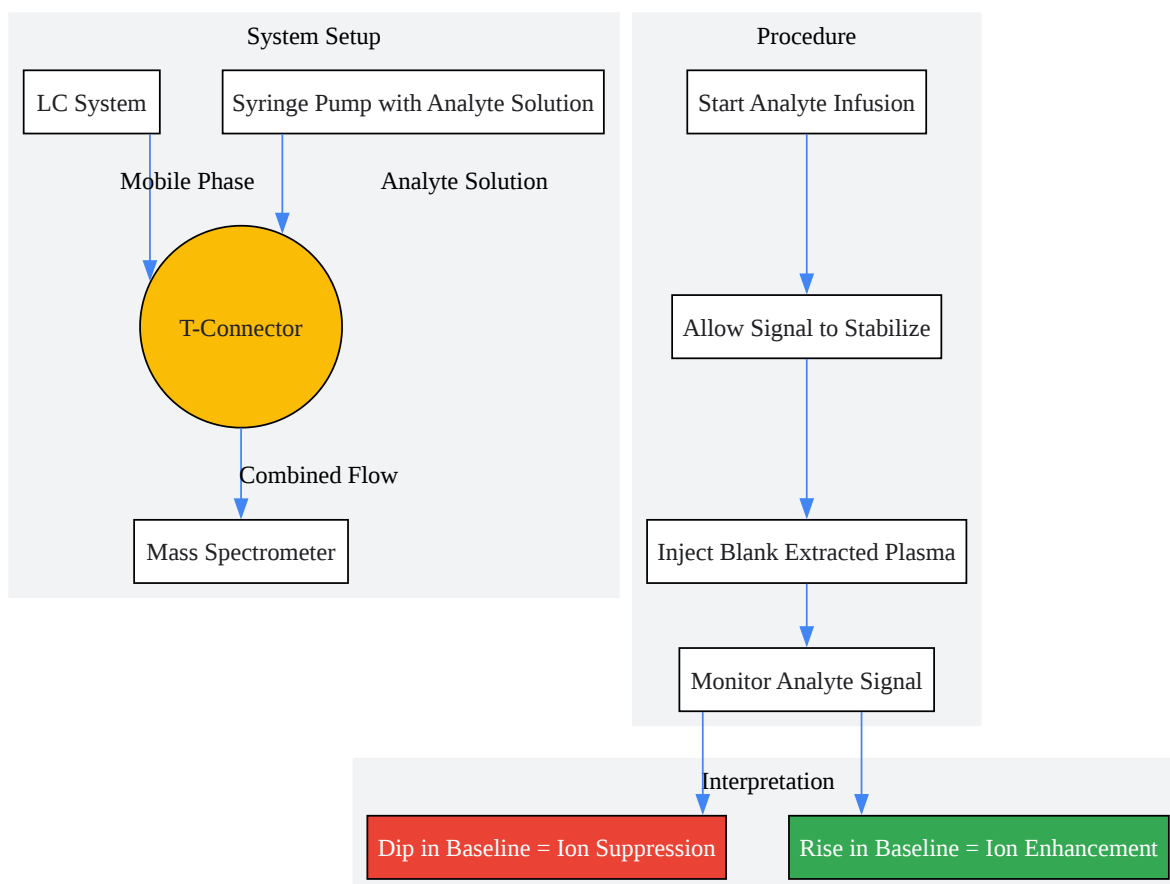 System Setup
LC System
Syringe Pump with Analyte Solution
Mobile Phase
Analyte Solution
T-Connector
Combined Flow
Mass Spectrometer
Procedure
Start Analyte Infusion
Allow Signal to Stabilize
Inject Blank Extracted Plasma
Monitor Analyte Signal
Interpretation
Dip in Baseline = Ion Suppression
Rise in Baseline = Ion Enhancement